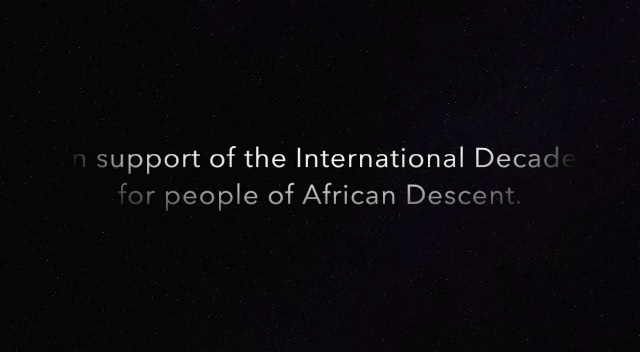 n support of the International Decade
for people of African Descent.